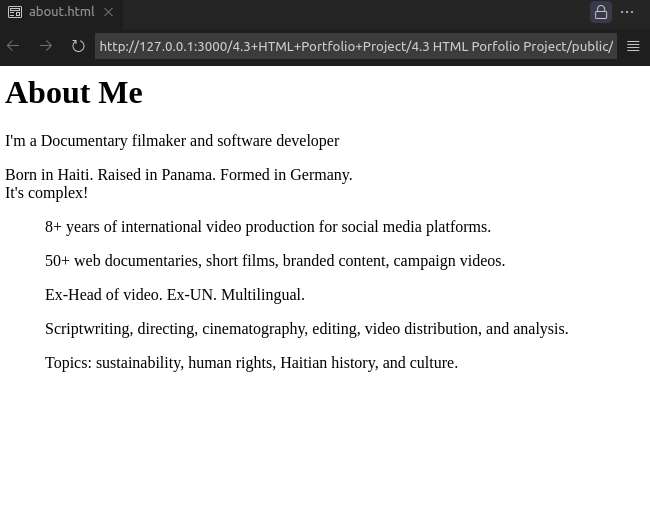 about.html
http://127.0.0.1:3000/4.3+HTML+Portfolio+Project/4.3 HTML Porfolio Project/public/
About Me
I'm a Documentary filmaker and software developer
Born in Haiti. Raised in Panama. Formed in Germany.
It's complex!
8+ years of international video production for social media platforms.
50+ web documentaries, short films, branded content, campaign videos.
Ex-Head of video. Ex-UN. Multilingual.
Scriptwriting, directing, cinematography, editing, video distribution, and analysis.
Topics: sustainability, human rights, Haitian history, and culture.